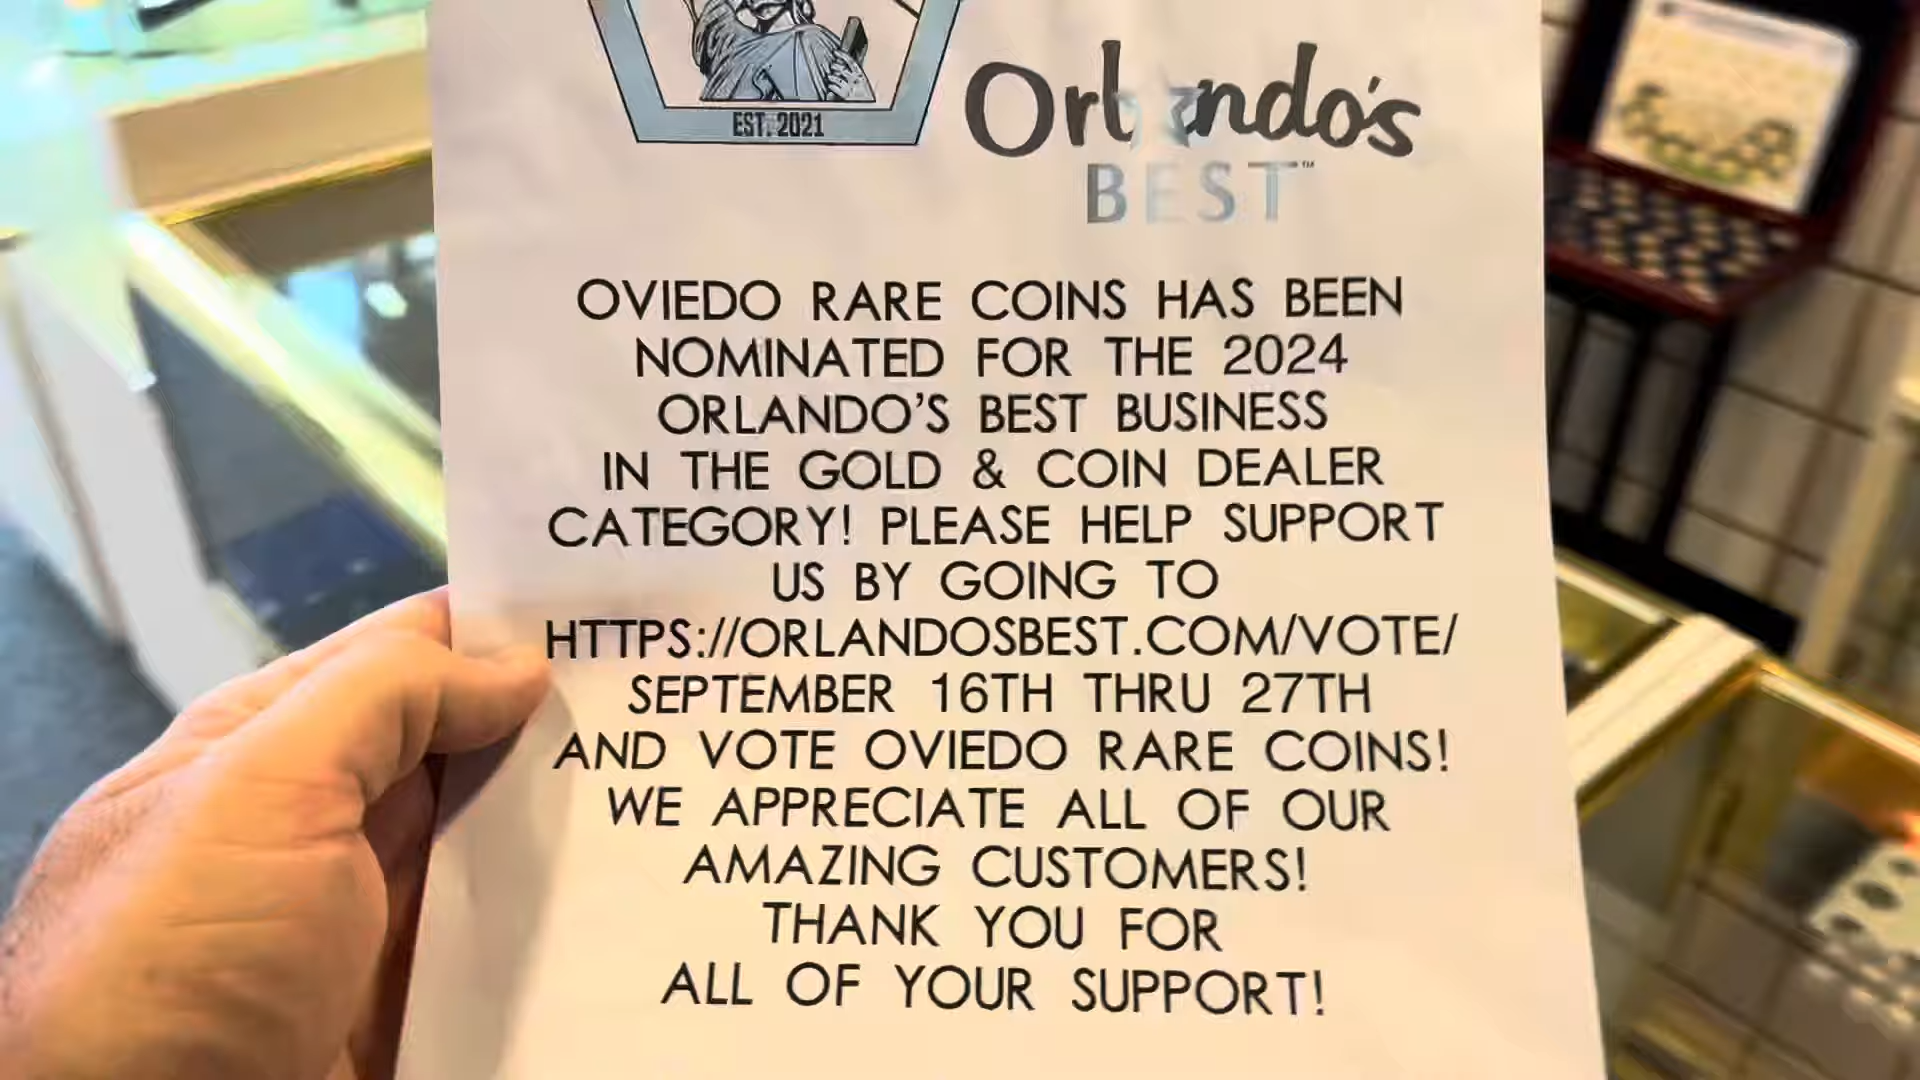 EST. 2021
Orlando's
BEST™
OVIEDO RARE COINS HAS BEEN
NOMINATED FOR THE 2024
ORLANDO'S BEST BUSINESS
IN THE GOLD & COIN DEALER
CATEGORY! PLEASE HELP SUPPORT
US BY GOING TO
HTTPS://ORLANDOSBEST.COM/VOTE/
SEPTEMBER 16TH THRU 27TH
AND VOTE OVIEDO RARE COINS!
WE APPRECIATE ALL OF OUR
AMAZING CUSTOMERS!
THANK YOU FOR
ALL OF YOUR SUPPORT!